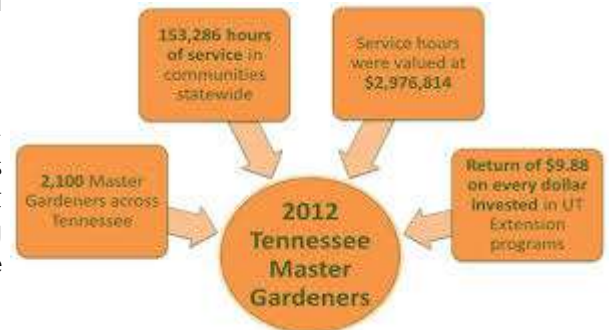 153,286 hours
of service in
communities
statewide
Service hours
were valued at
$2,976,814
2,100 Master
Gardeners across
Tennessee
Return of $9.88
on every dollar
invested in UT
Extension
programs
2012
Tennessee
Master
Gardeners